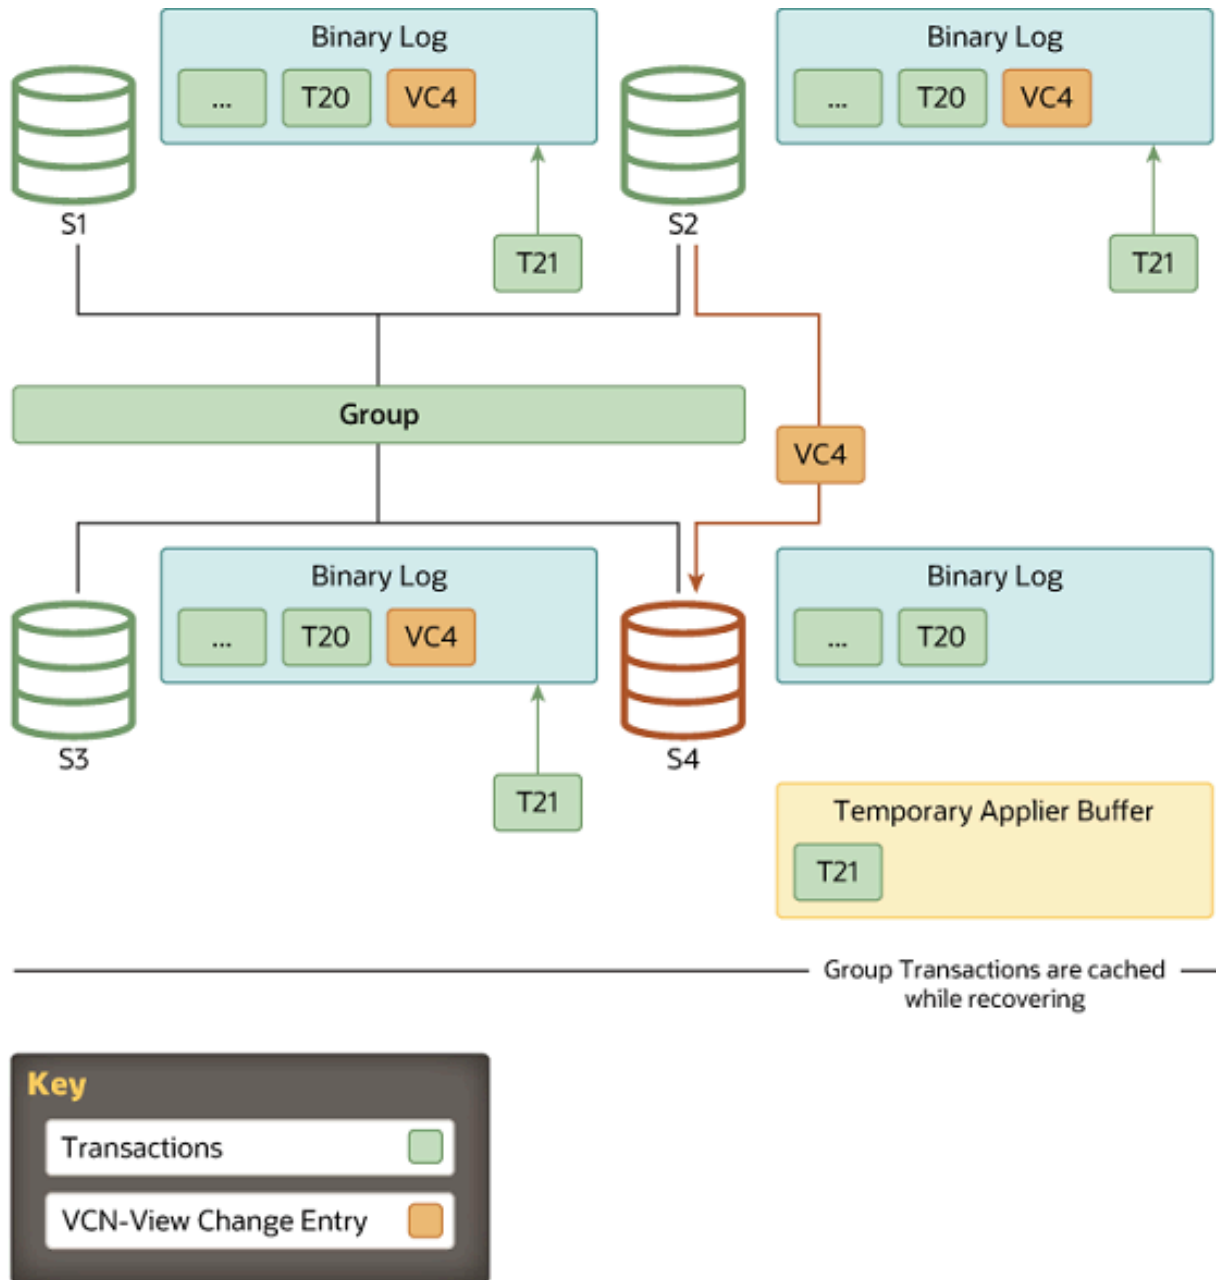 Binary Log
... T20 VC4
S1
T21
Binary Log
... T20 VC4
S2
T21
Group
VC4
Binary Log
... T20 VC4
S3
T21
Binary Log
... T20
S4
Temporary Applier Buffer
T21
Group Transactions are cached
while recovering
Key
Transactions
VCN-View Change Entry